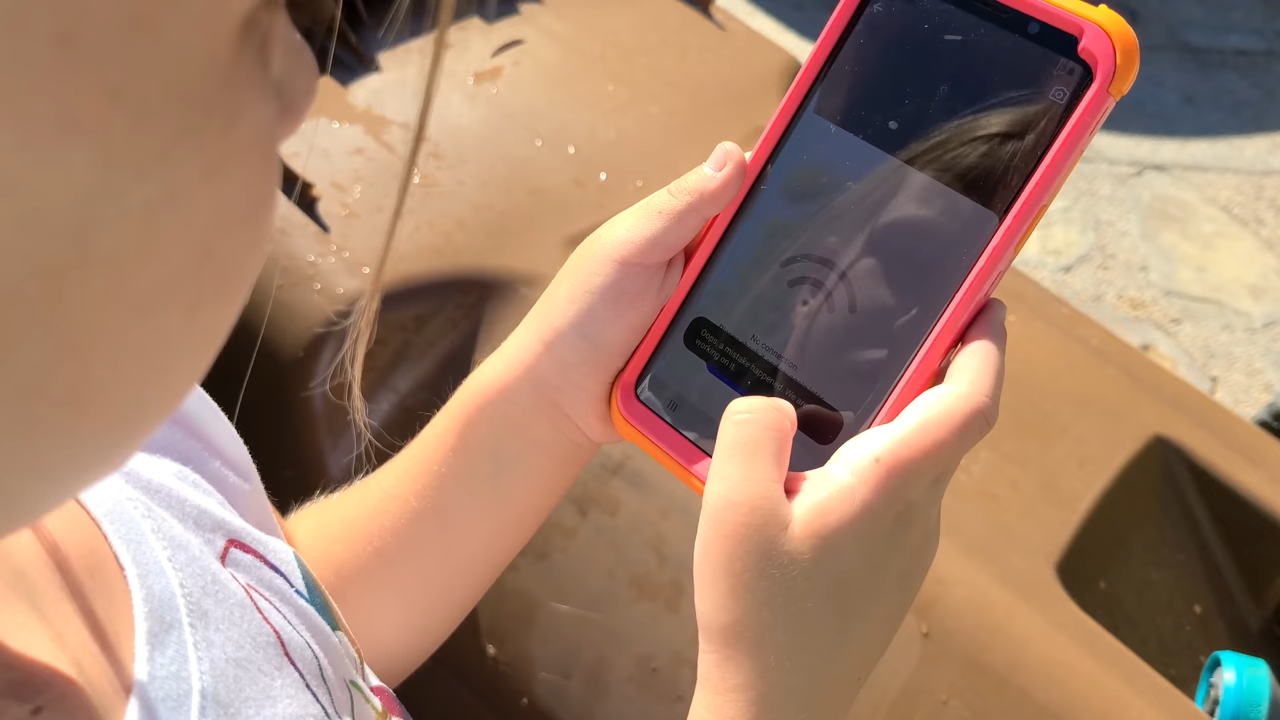 No connection
Oops, a mistake happened. We are
working on it.